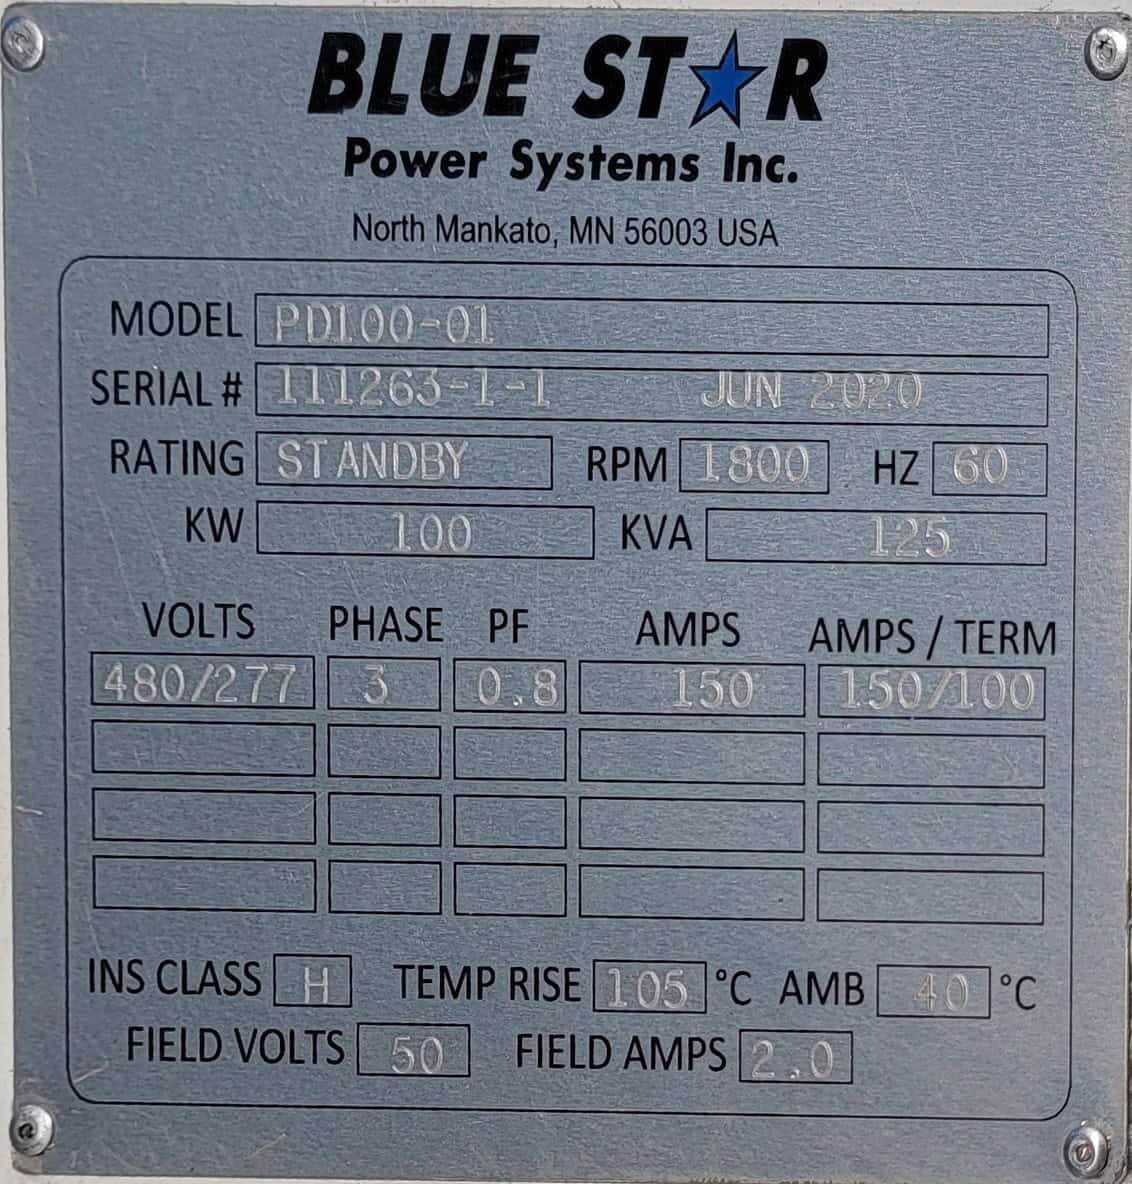 BLUE STAR
Power Systems Inc.
North Mankato, MN 56003 USA
MODEL PD100-01
SERIAL # 111263-1-1 JUN 2020
RATING STANDBY RPM 1800 HZ 60
KW 100 KVA 125
VOLTS PHASE PF AMPS AMPS / TERM
480/277 3 0.8 150 150/100
INS CLASS H TEMP RISE 105 °C AMB 40 °C
FIELD VOLTS 50 FIELD AMPS 2.0